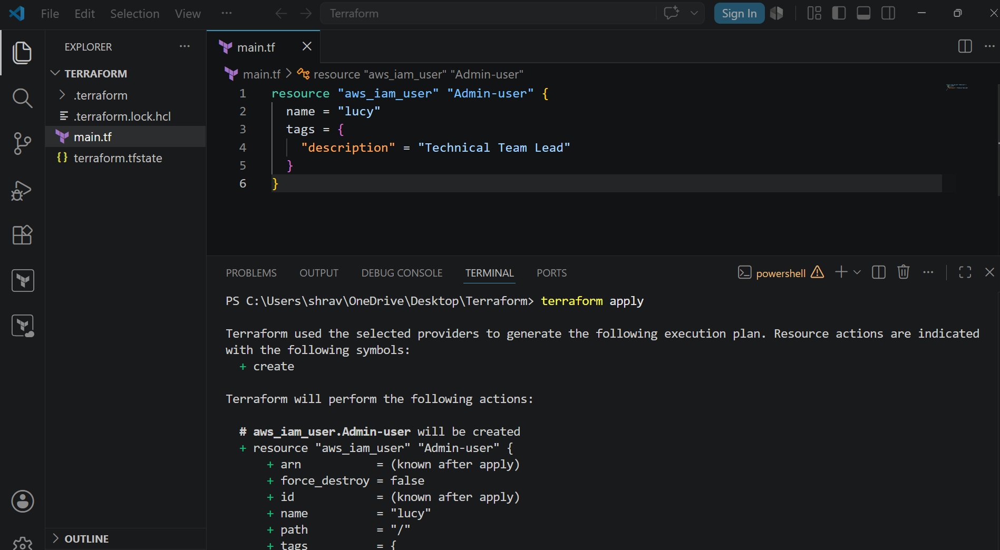 File Edit Selection View ···
Terraform
Sign In
EXPLORER
TERRAFORM
.terraform
.terraform.lock.hcl
main.tf
terraform.tfstate
OUTLINE
main.tf
main.tf > resource "aws_iam_user" "Admin-user"
1 resource "aws_iam_user" "Admin-user" {
2 name = "lucy"
3 tags = {
4 "description" = "Technical Team Lead"
5 }
6 }
PROBLEMS OUTPUT DEBUG CONSOLE TERMINAL PORTS
powershell
PS C:\Users\shrav\OneDrive\Desktop\Terraform> terraform apply
Terraform used the selected providers to generate the following execution plan. Resource actions are indicated
with the following symbols:
+ create
Terraform will perform the following actions:
# aws_iam_user.Admin-user will be created
+ resource "aws_iam_user" "Admin-user" {
+ arn = (known after apply)
+ force_destroy = false
+ id = (known after apply)
+ name = "lucy"
+ path = "/"
+ tags = {